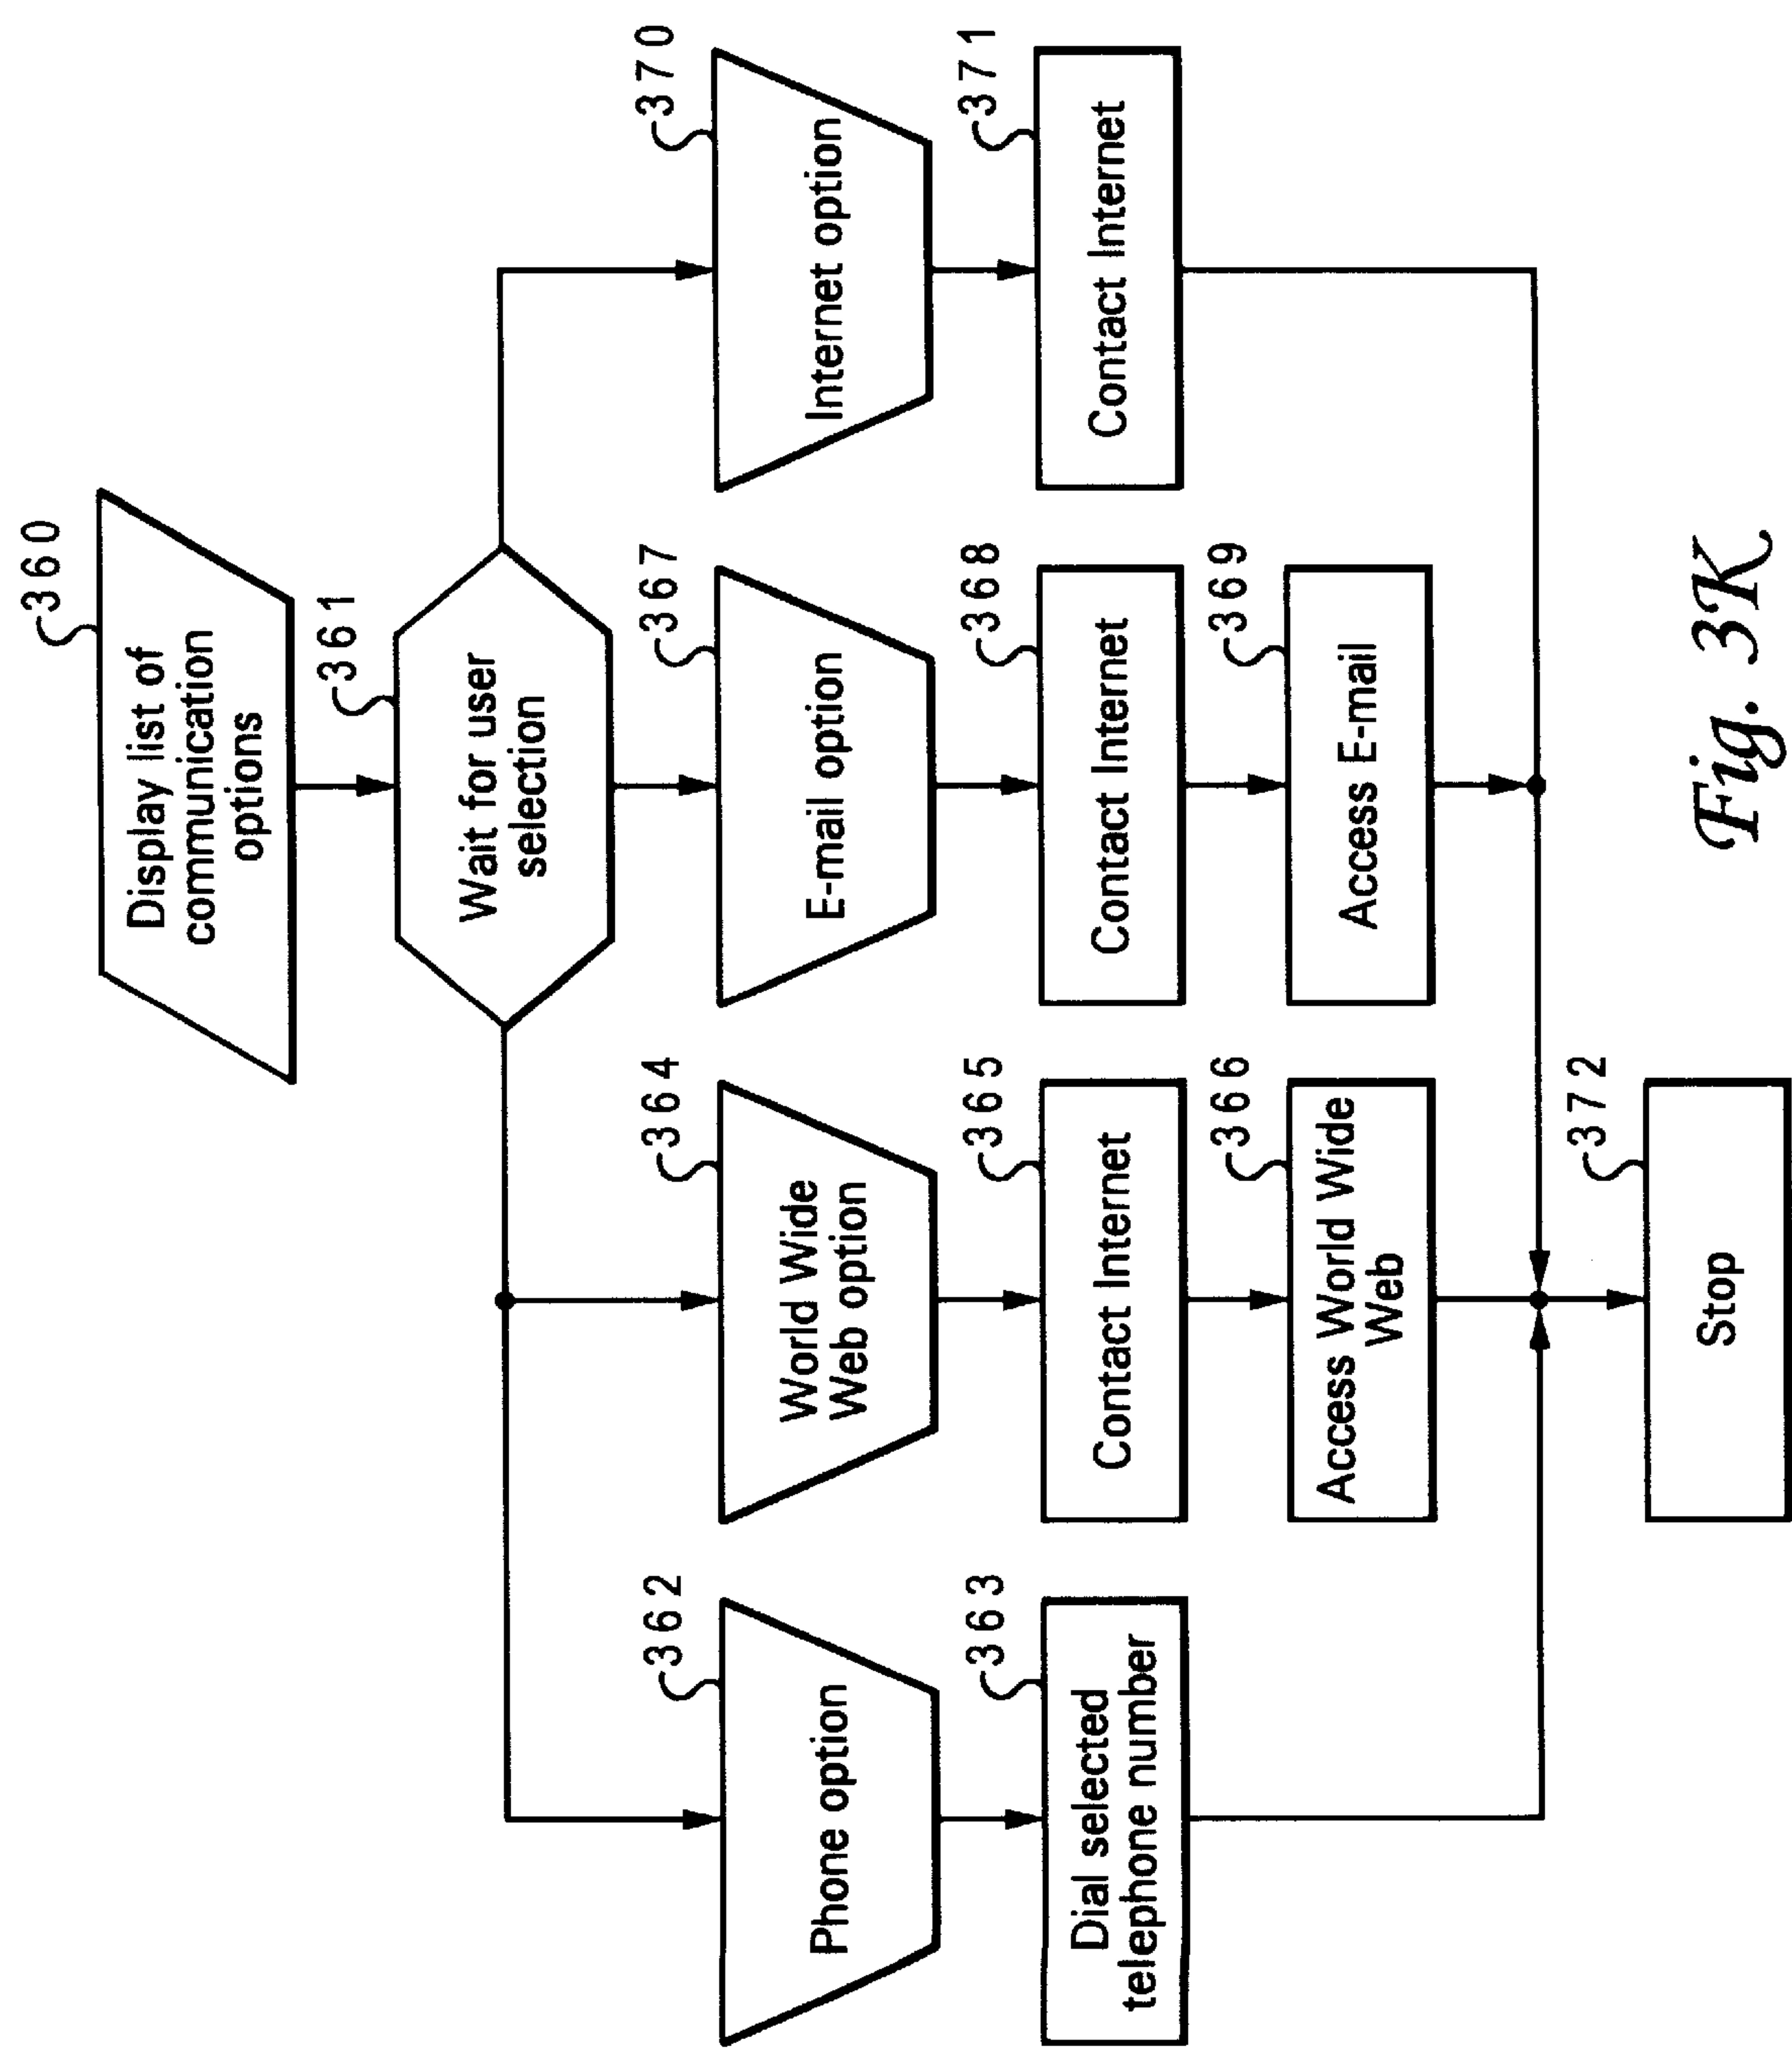 360
Display list of
communication
options
361
Wait for user
selection
362
Phone option
363
Dial selected
telephone number
364
World Wide
Web option
365
Contact Internet
366
Access World Wide
Web
367
E-mail option
368
Contact Internet
369
Access E-mail
370
Internet option
371
Contact Internet
372
Stop
Fig. 3K